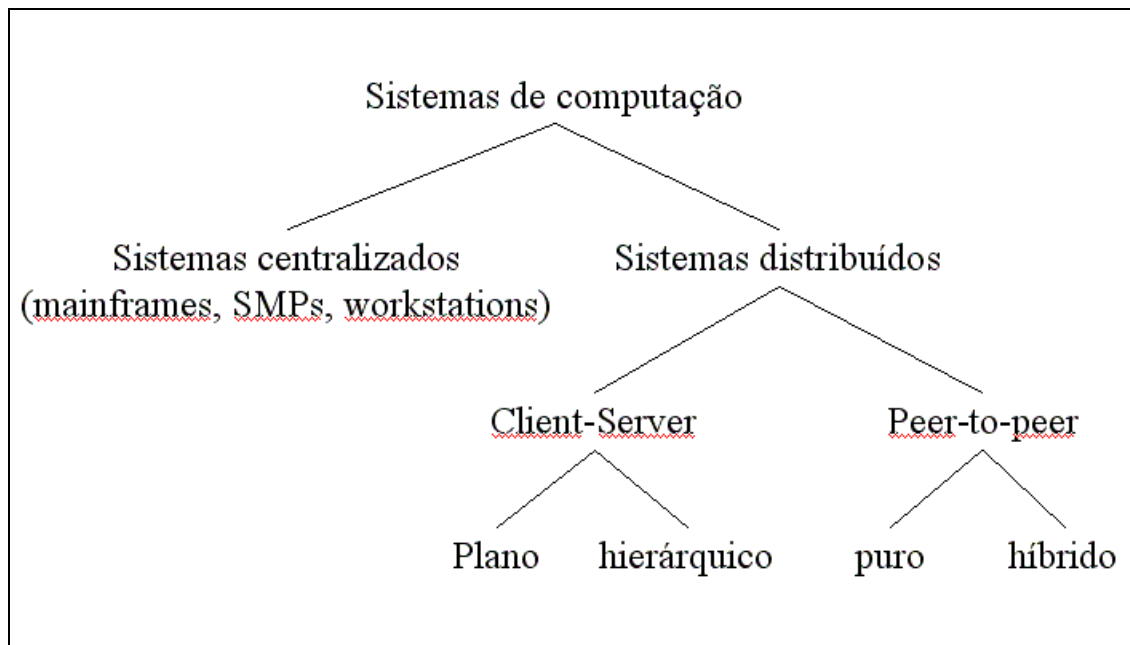 Sistemas de computação
Sistemas centralizados
(mainframes, SMPs, workstations)
Sistemas distribuídos
Client-Server
Peer-to-peer
Plano
hierárquico
puro
híbrido